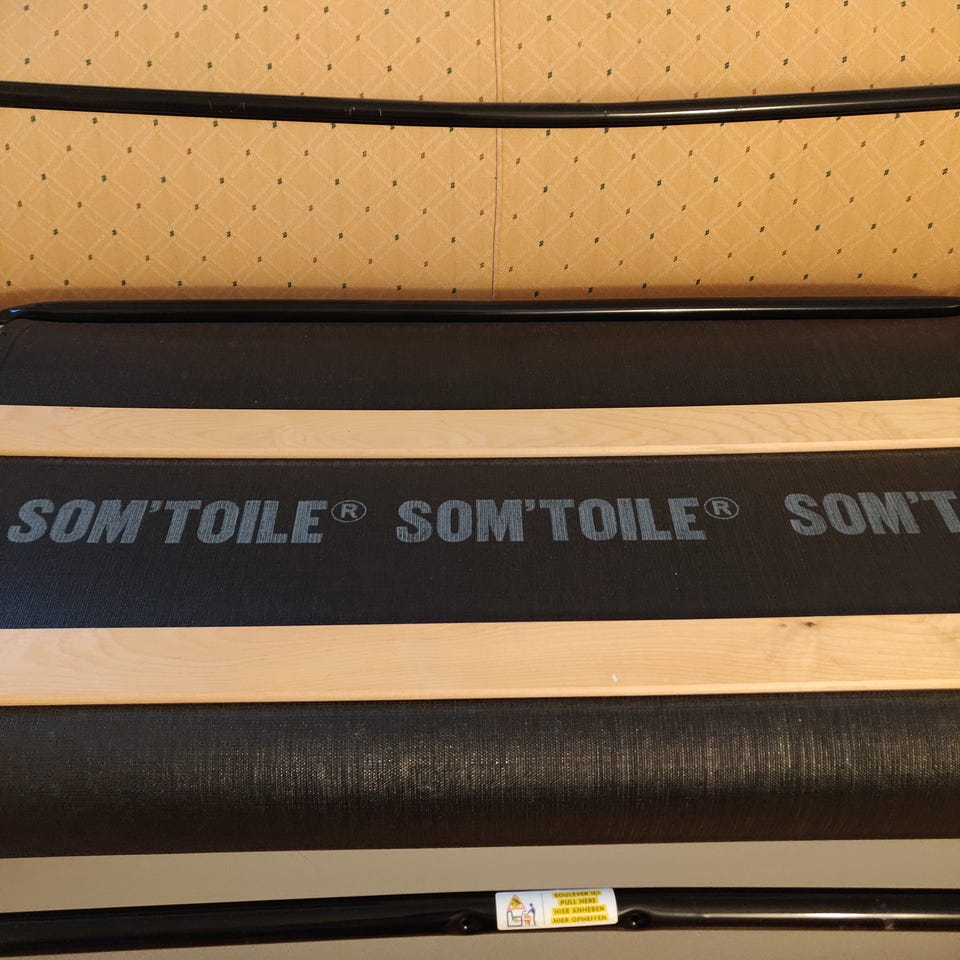 SOM'TOILE® SOM'TOILE® SOM'T
SOULEVER ICI
PULL HERE
HIER ANHEBEN
HIER OPHEFFEN